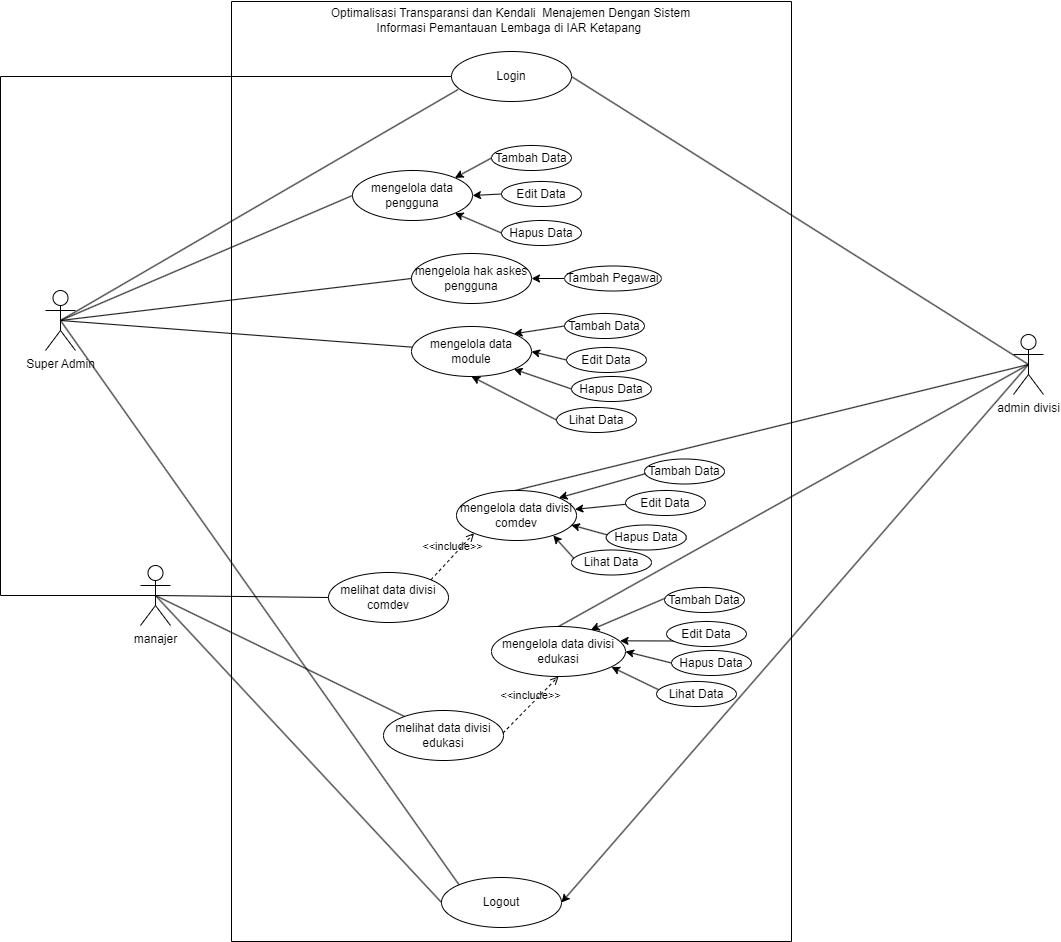 Optimalisasi Transparansi dan Kendali Menajemen Dengan Sistem
Informasi Pemantauan Lembaga di IAR Ketapang
Login
Tambah Data
mengelola data
pengguna
Edit Data
Hapus Data
mengelola hak askes
pengguna
Tambah Pegawai
Super Admin
Tambah Data
mengelola data
module
Edit Data
Hapus Data
Lihat Data
admin divisi
Tambah Data
mengelola data divisi
comdev
Edit Data
Hapus Data
Lihat Data
<<include>>
melihat data divisi
comdev
manajer
Tambah Data
mengelola data divisi
edukasi
Edit Data
Hapus Data
Lihat Data
<<include>>
melihat data divisi
edukasi
Logout